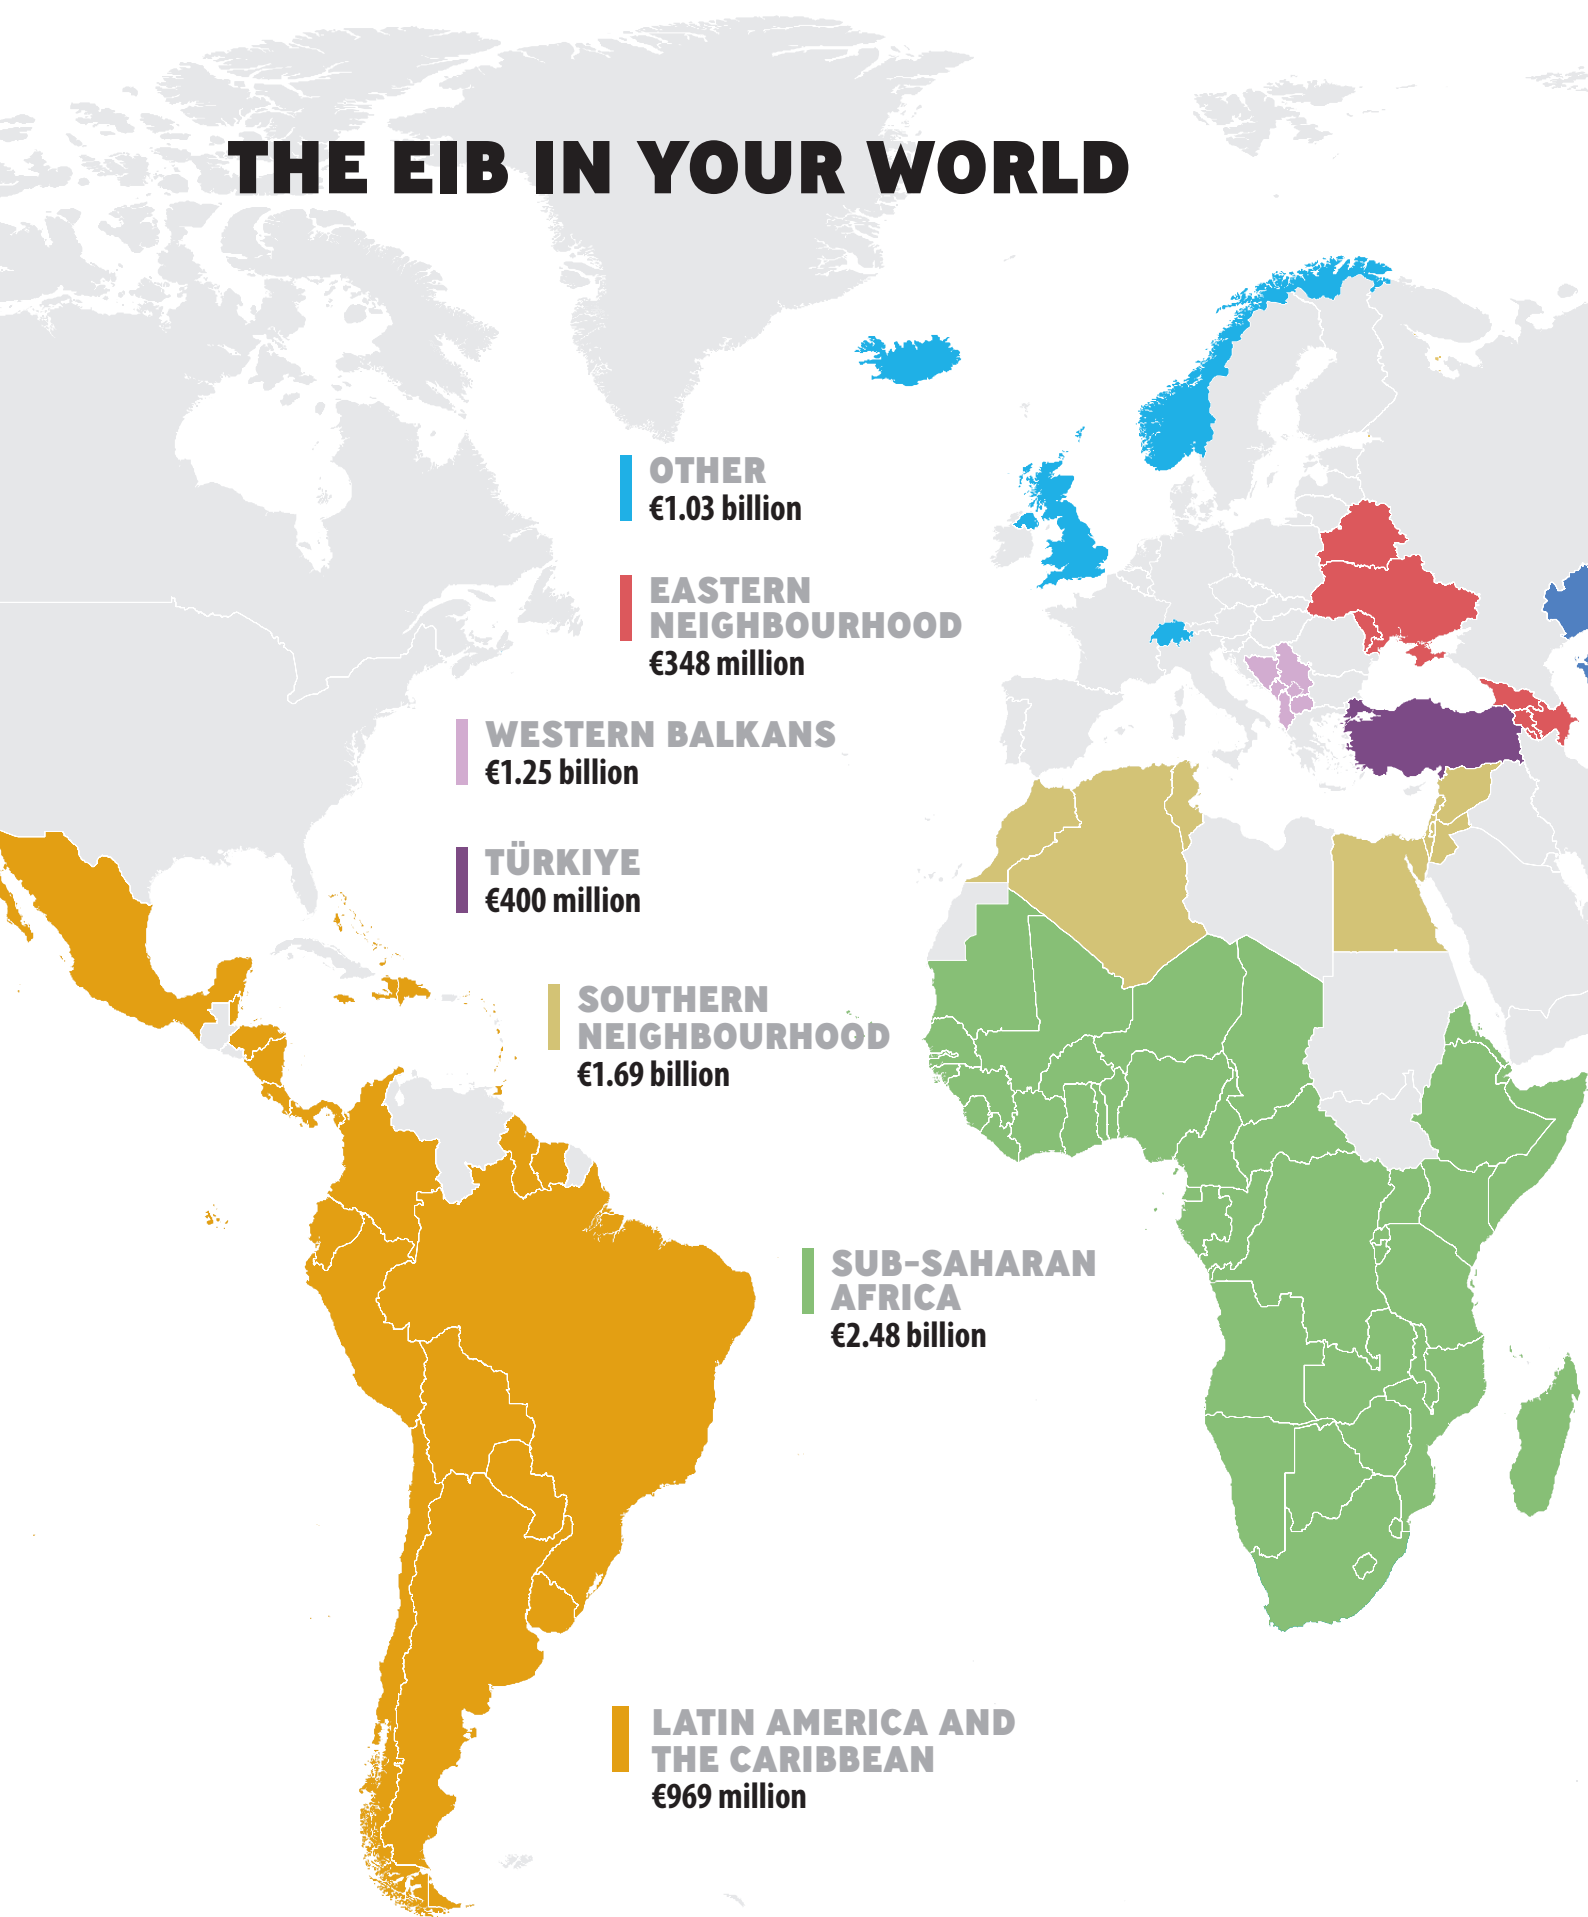 THE EIB IN YOUR WORLD
OTHER
€1.03 billion
EASTERN
NEIGHBOURHOOD
€348 million
WESTERN BALKANS
€1.25 billion
TÜRKIYE
€400 million
SOUTHERN
NEIGHBOURHOOD
€1.69 billion
SUB-SAHARAN
AFRICA
€2.48 billion
LATIN AMERICA AND
THE CARIBBEAN
€969 million